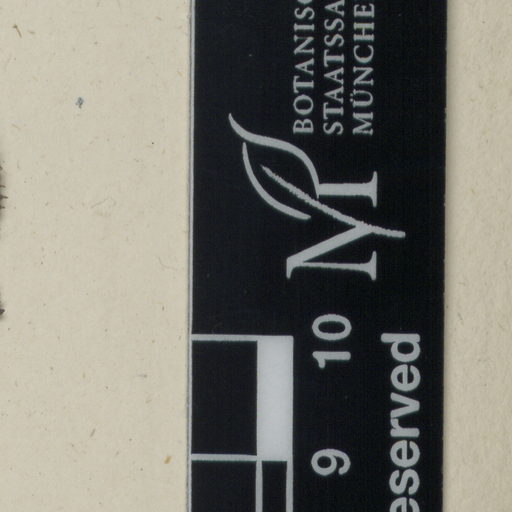 BOTANISC
STAATSSA
MÜNCHE
M
9 10
eserved